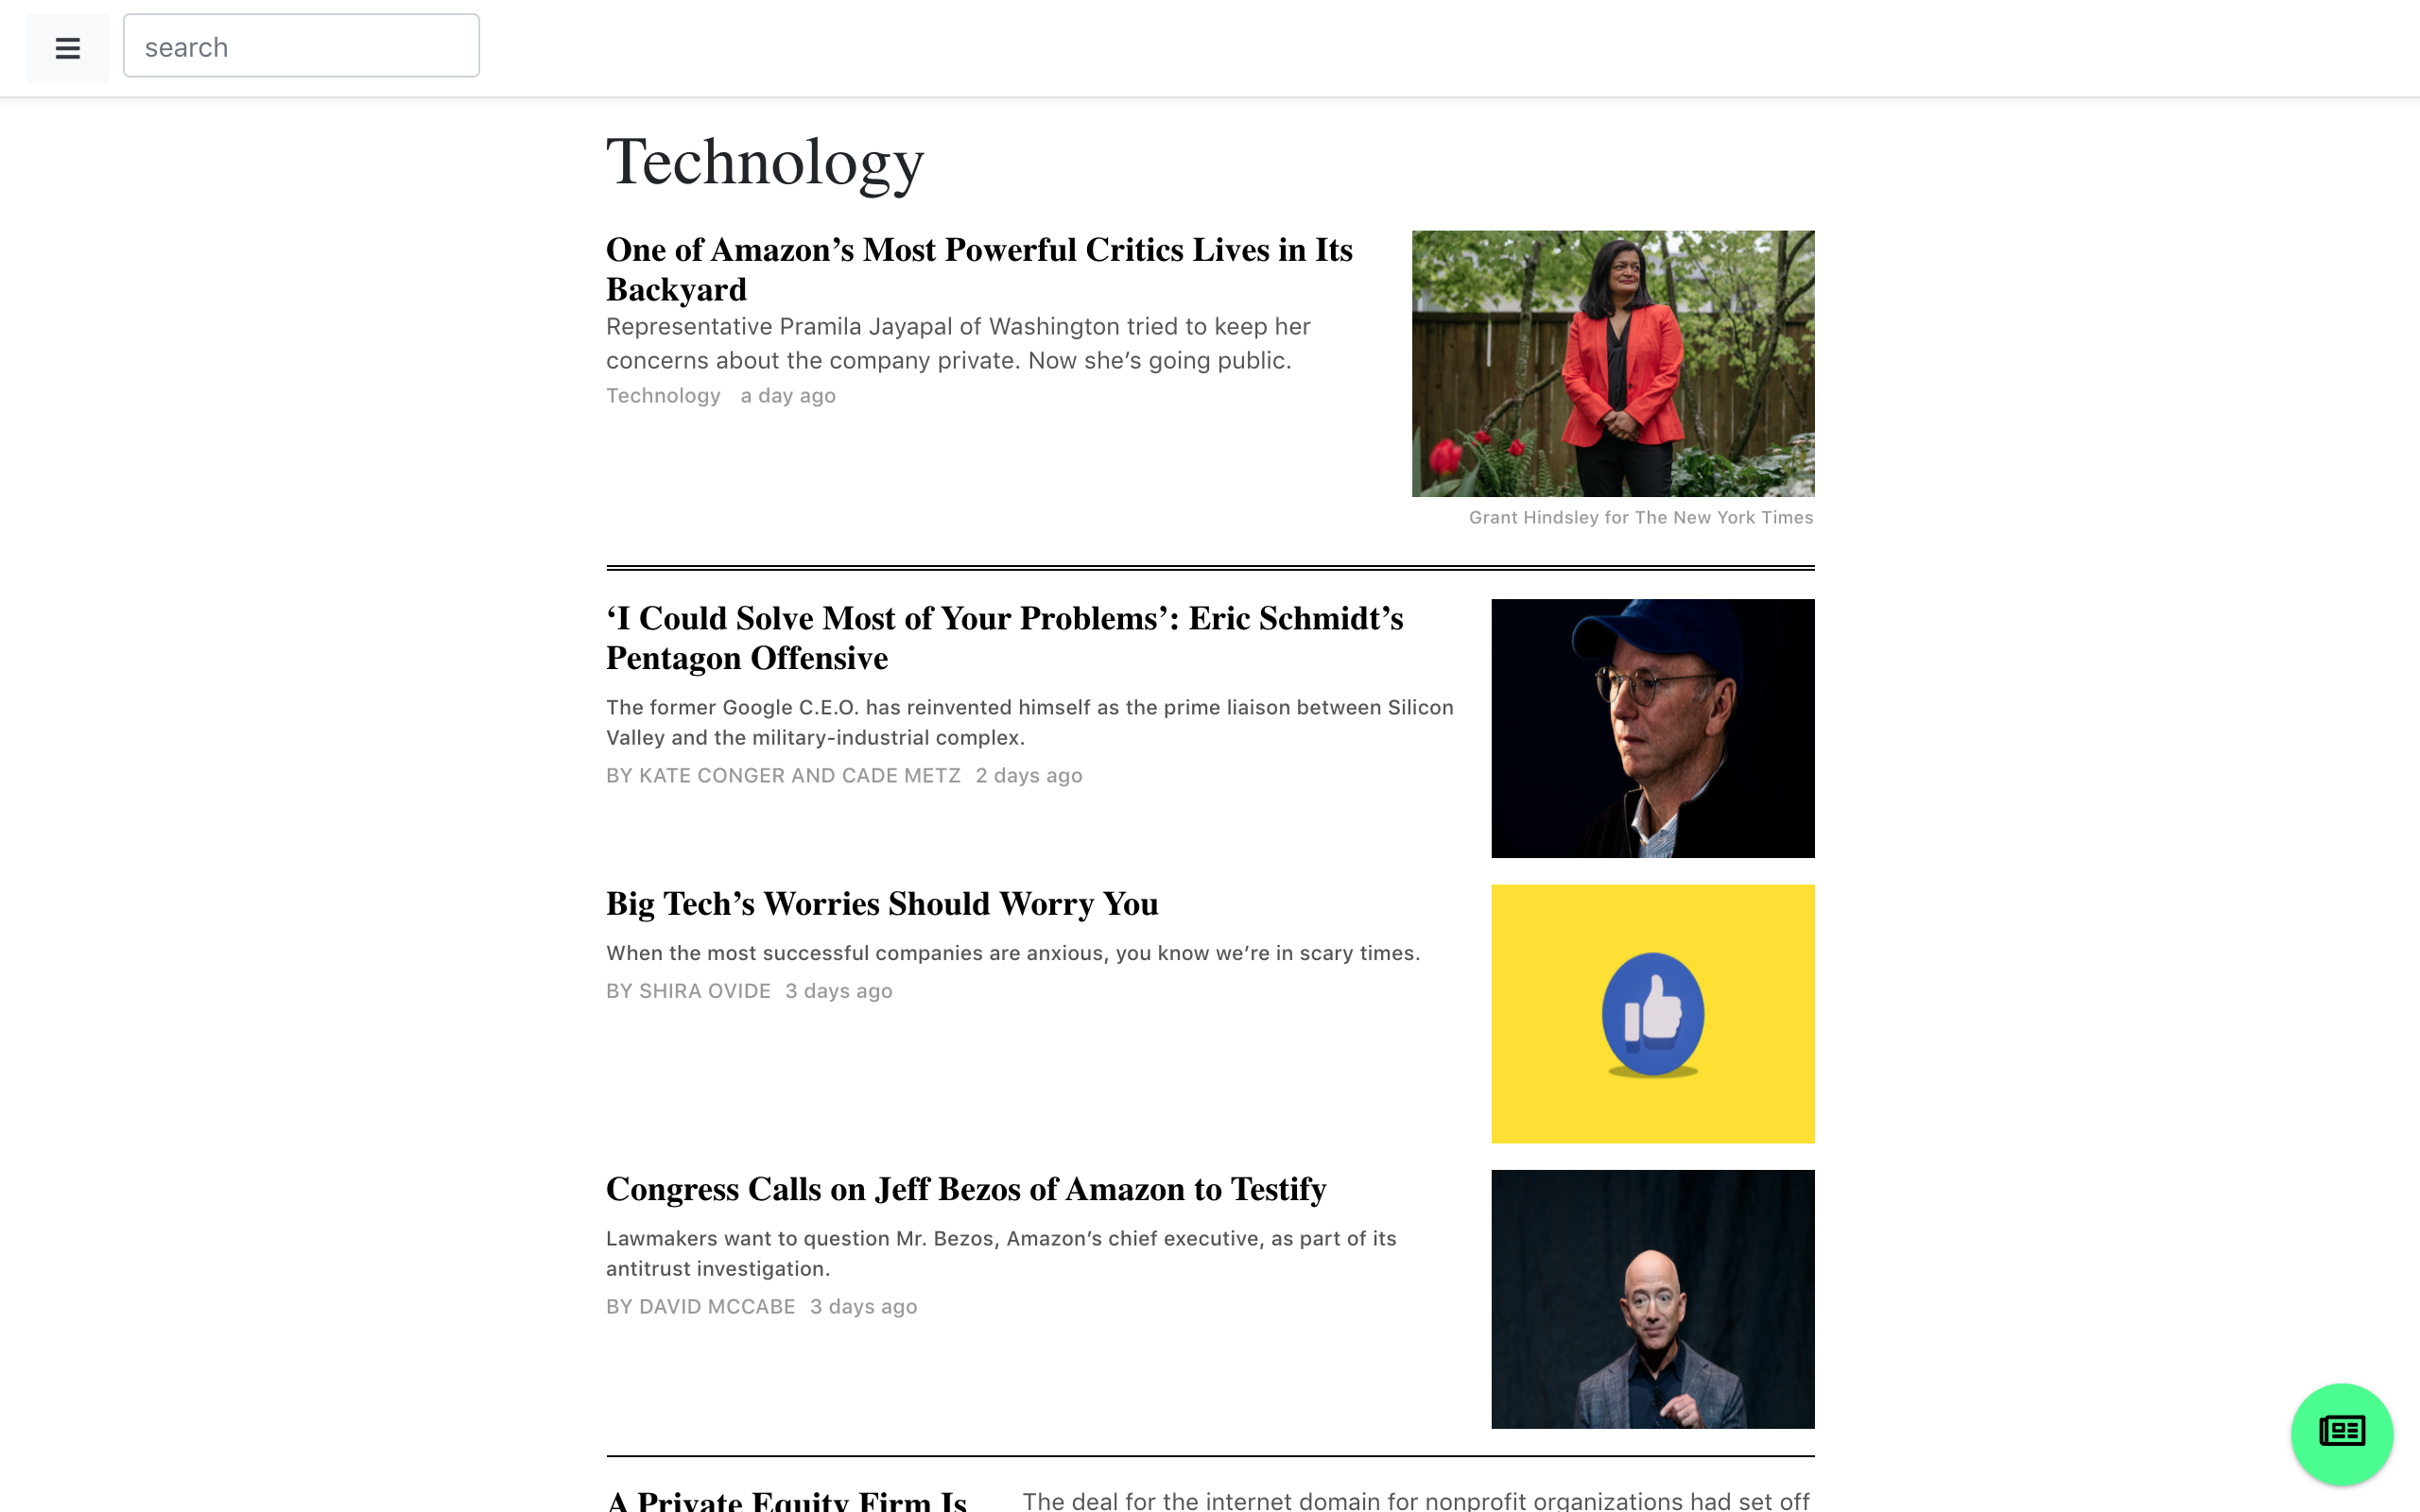 search
Technology
One of Amazon’s Most Powerful Critics Lives in Its
Backyard
Representative Pramila Jayapal of Washington tried to keep her
concerns about the company private. Now she’s going public.
Technology a day ago
Grant Hindsley for The New York Times
‘I Could Solve Most of Your Problems’: Eric Schmidt’s
Pentagon Offensive
The former Google C.E.O. has reinvented himself as the prime liaison between Silicon
Valley and the military-industrial complex.
BY KATE CONGER AND CADE METZ 2 days ago
Big Tech’s Worries Should Worry You
When the most successful companies are anxious, you know we’re in scary times.
BY SHIRA OVIDE 3 days ago
Congress Calls on Jeff Bezos of Amazon to Testify
Lawmakers want to question Mr. Bezos, Amazon’s chief executive, as part of its
antitrust investigation.
BY DAVID MCCABE 3 days ago
A Private Equity Firm Is
The deal for the internet domain for nonprofit organizations had set off